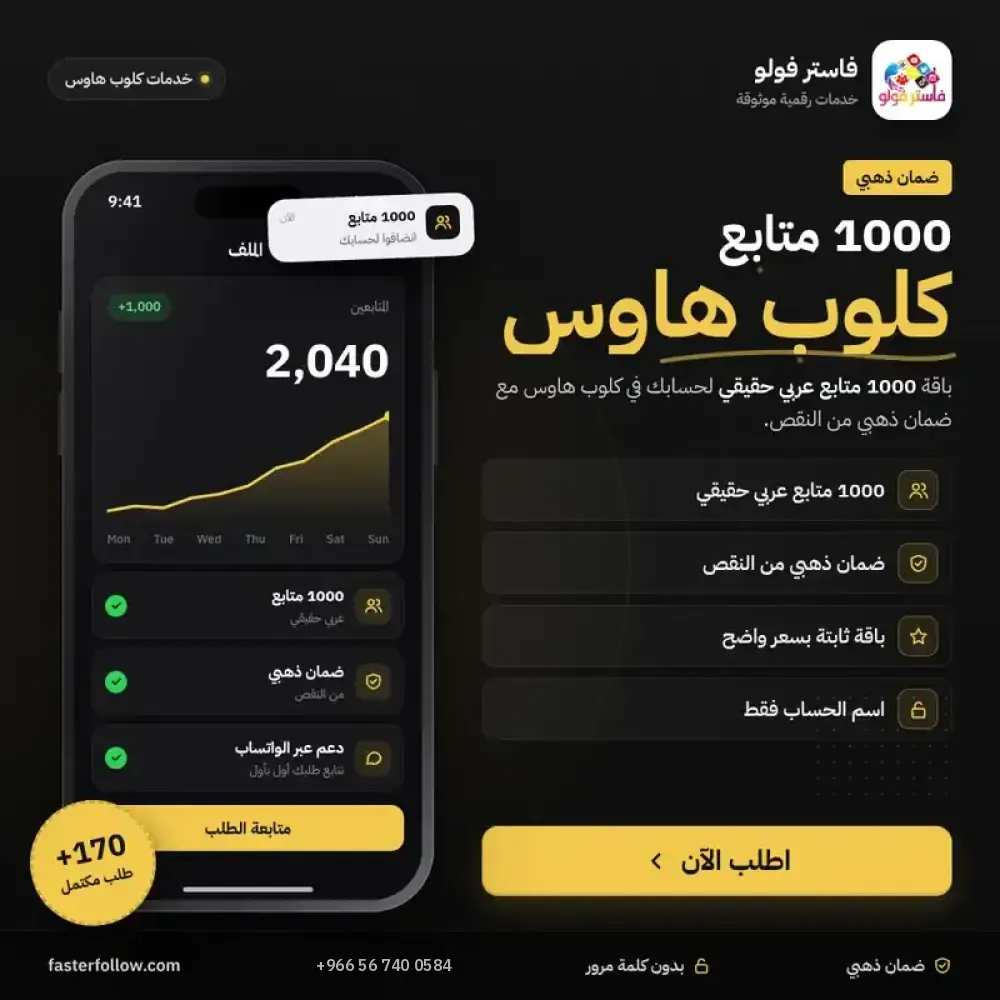 فاستر فولو
فاستر فولو
خدمات رقمية موثوقة
خدمات كلوب هاوس
ضمان ذهبي
1000 متابع
كلوب هاوس
باقة 1000 متابع عربي حقيقي لحسابك في كلوب هاوس مع
ضمان ذهبي من النقص.
1000 متابع عربي حقيقي
ضمان ذهبي من النقص
باقة ثابتة بسعر واضح
اسم الحساب فقط
اطلب الآن
9:41
1000 متابع
الآن
انضافوا لحسابك
الملف
المتابعين
+1,000
2,040
Mon Tue Wed Thu Fri Sat Sun
1000 متابع
عربي حقيقي
ضمان ذهبي
من النقص
دعم عبر الواتساب
نتابع طلبك أول بأول
متابعة الطلب
+170
طلب مكتمل
ضمان ذهبي
بدون كلمة مرور
+966 56 740 0584
fasterfollow.com